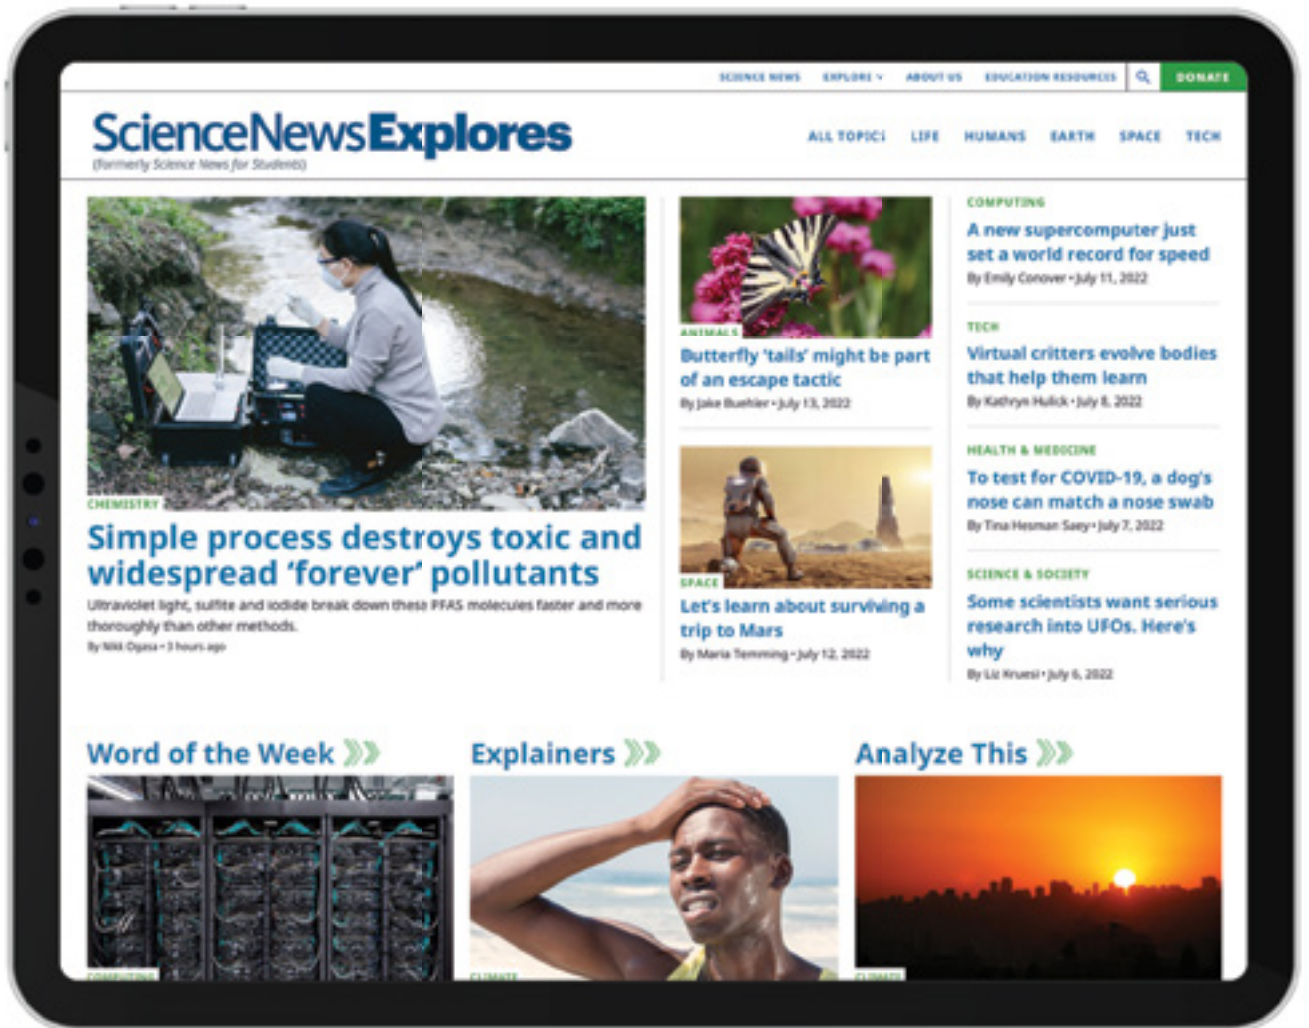 SCIENCE NEWS EXPLORE ABOUT US EDUCATION RESOURCES DONATE
ScienceNewsExplores
(formerly Science News for Students)
ALL TOPICS LIFE HUMANS EARTH SPACE TECH
CHEMISTRY
Simple process destroys toxic and
widespread ‘forever’ pollutants
Ultraviolet light, sulfite and iodide break down these PFAS molecules faster and more
thoroughly than other methods.
By Nikk Ogasa • 3 hours ago
ANIMALS
Butterfly ‘tails’ might be part
of an escape tactic
By Jake Buehler • July 13, 2022
SPACE
Let’s learn about surviving a
trip to Mars
By Maria Temming • July 12, 2022
COMPUTING
A new supercomputer just
set a world record for speed
By Emily Conover • July 11, 2022
TECH
Virtual critters evolve bodies
that help them learn
By Kathryn Hulick • July 8, 2022
HEALTH & MEDICINE
To test for COVID-19, a dog’s
nose can match a nose swab
By Tina Hesman Saey • July 7, 2022
SCIENCE & SOCIETY
Some scientists want serious
research into UFOs. Here’s
why
By Liz Kruesi • July 6, 2022
Word of the Week
COMPUTING
Explainers
CLIMATE
Analyze This
CLIMATE